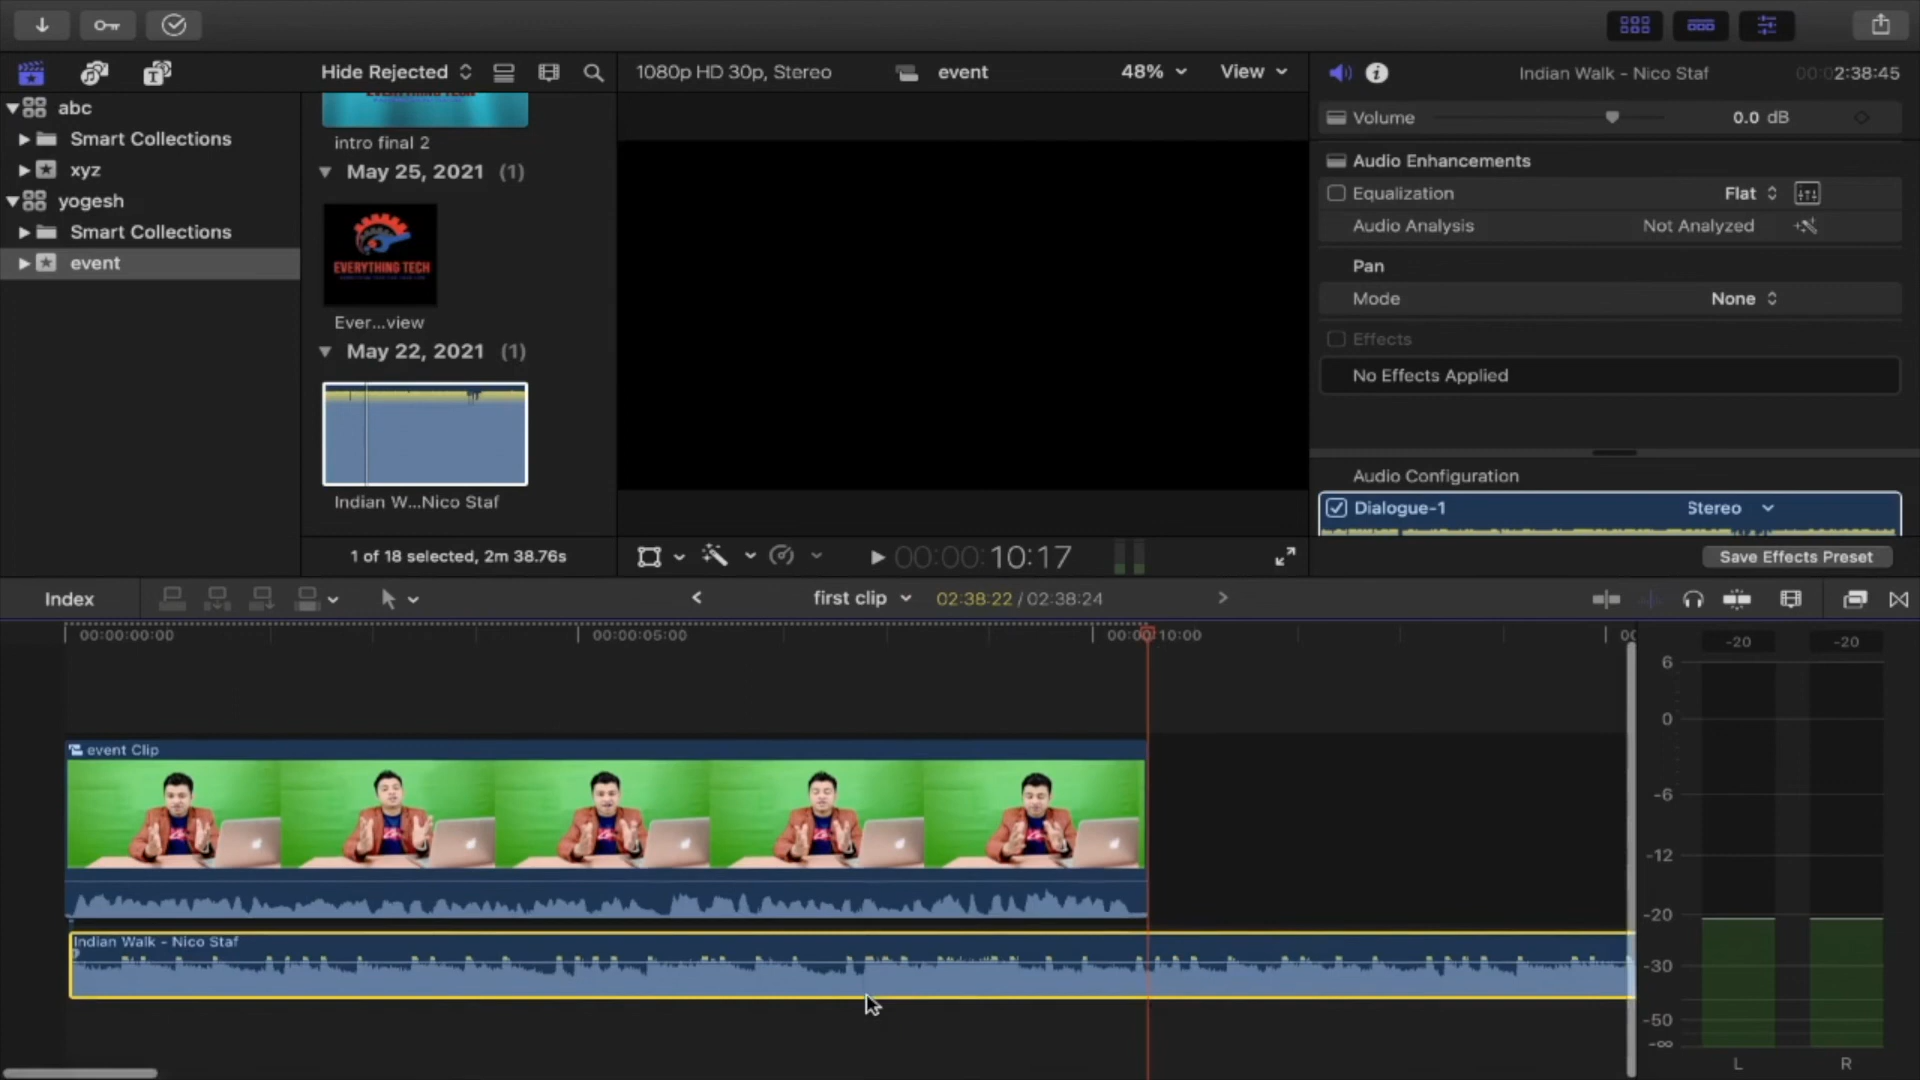 Hide Rejected
1080p HD 30p, Stereo
event
48%
View
Indian Walk - Nico Staf
00:02:38:45
abc
Smart Collections
xyz
yogesh
Smart Collections
event
intro final 2
May 25, 2021 (1)
EVERYTHING TECH
Ever...view
May 22, 2021 (1)
Indian W...Nico Staf
1 of 18 selected, 2m 38.76s
Volume
0.0 dB
Audio Enhancements
Equalization
Flat
Audio Analysis
Not Analyzed
Pan
Mode
None
Effects
No Effects Applied
Audio Configuration
Dialogue-1
Stereo
Save Effects Preset
00:00:10:17
Index
first clip
02:38:22 / 02:38:24
00:00:00:00
00:00:05:00
00:00:10:00
event Clip
Indian Walk - Nico Staf
-20
-20
6
0
-6
-12
-20
-30
-50
-∞
L
R